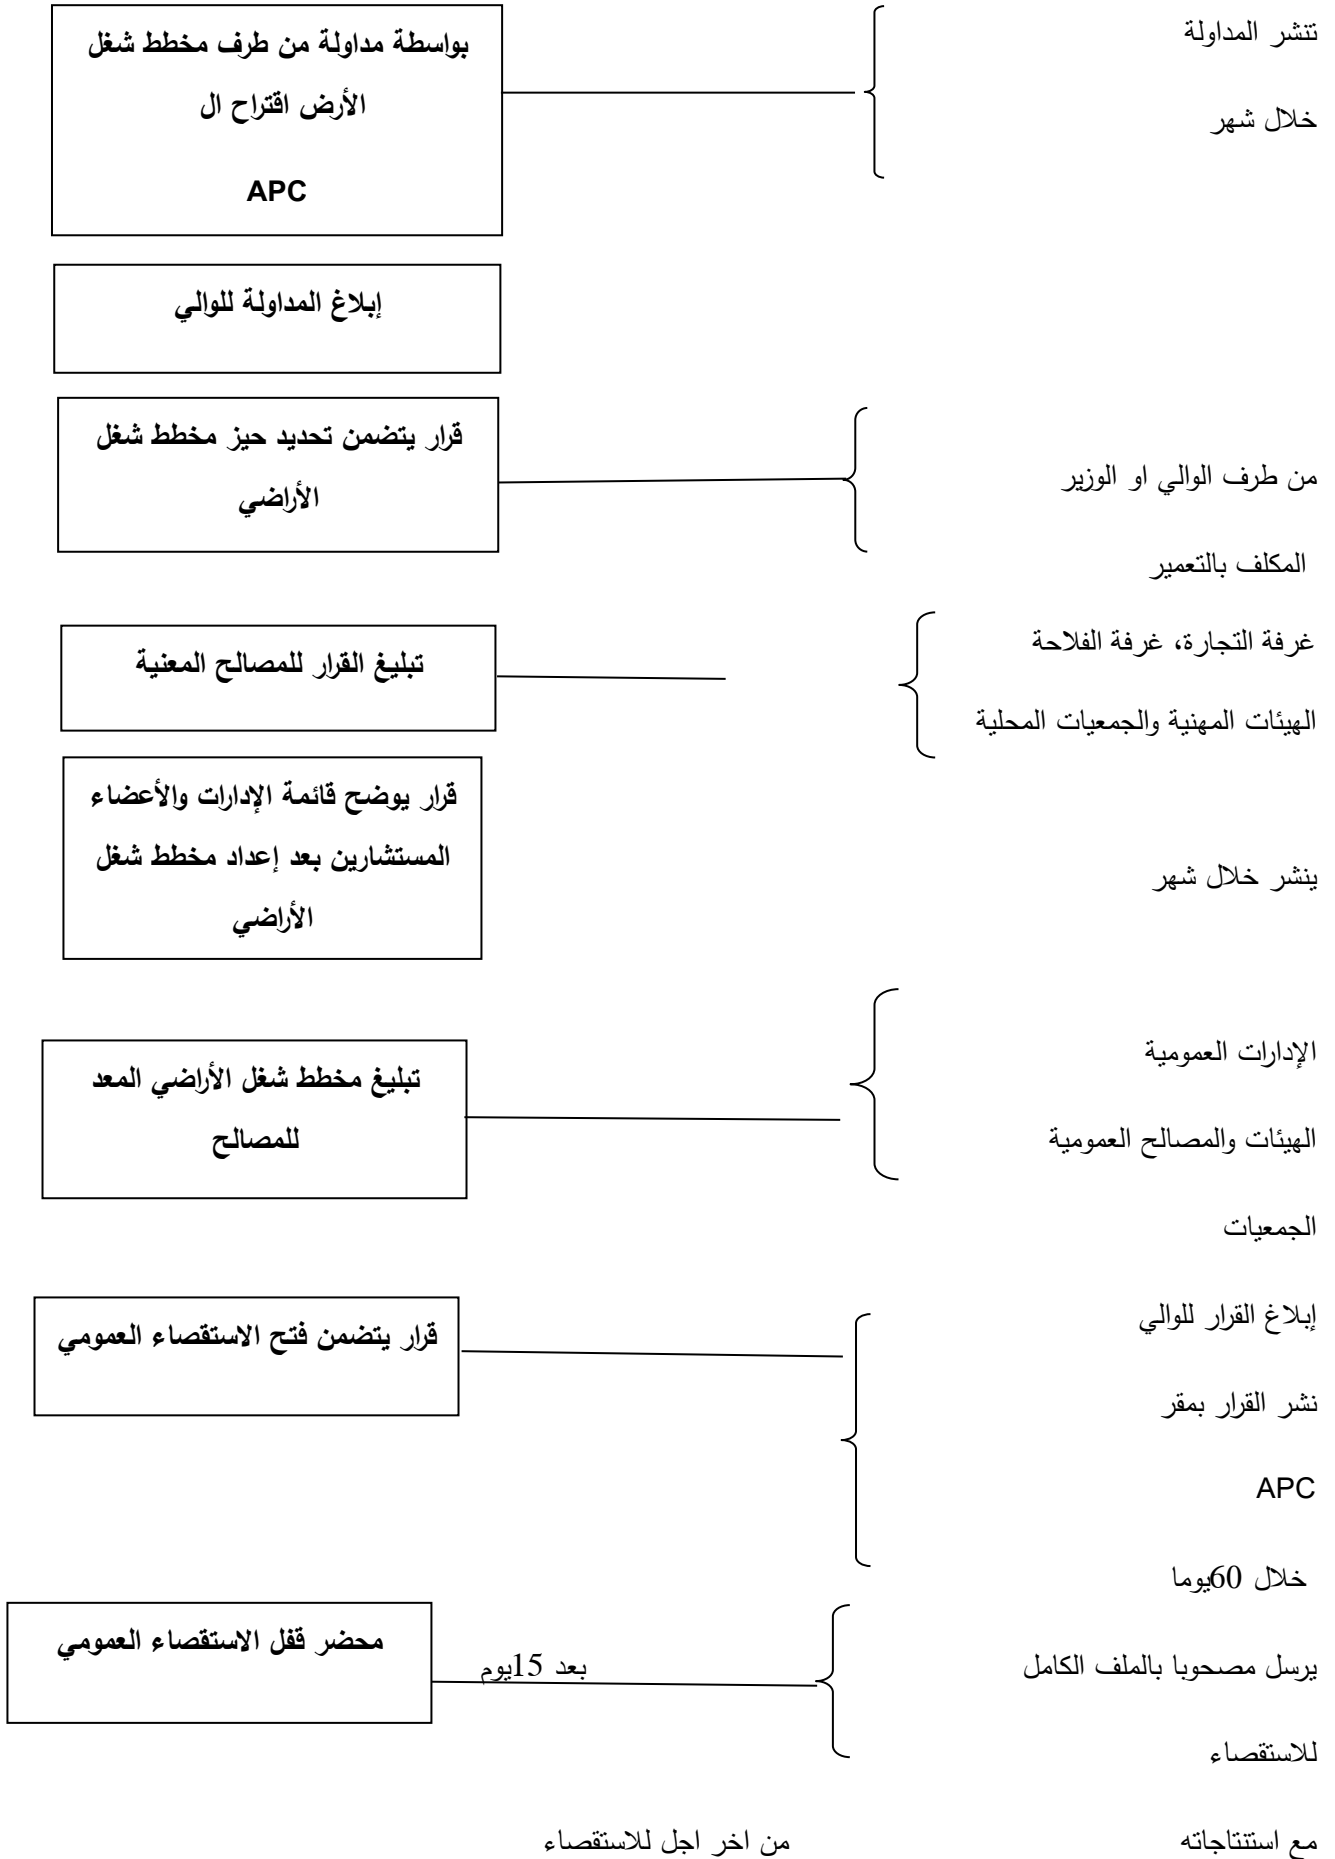 تنشر المداولة
خلال شهر
بواسطة مداولة من طرف مخطط شغل
الأرض اقتراح ال
APC
إبلاغ المداولة للوالي
قرار يتضمن تحديد حيز مخطط شغل
الأراضي
من طرف الوالي او الوزير
المكلف بالتعمير
غرفة التجارة، غرفة الفلاحة
الهيئات المهنية والجمعيات المحلية
تبليغ القرار للمصالح المعنية
قرار يوضح قائمة الإدارات والأعضاء
المستشارين بعد إعداد مخطط شغل
الأراضي
ينشر خلال شهر
الإدارات العمومية
الهيئات والمصالح العمومية
الجمعيات
تبليغ مخطط شغل الأراضي المعد
للمصالح
إبلاغ القرار للوالي
نشر القرار بمقر
APC
خلال 60يوما
قرار يتضمن فتح الاستقصاء العمومي
محضر قفل الاستقصاء العمومي
يرسل مصحوبا بالملف الكامل
بعد 15يوم
للاستقصاء
مع استنتاجاته
من اخر اجل للاستقصاء